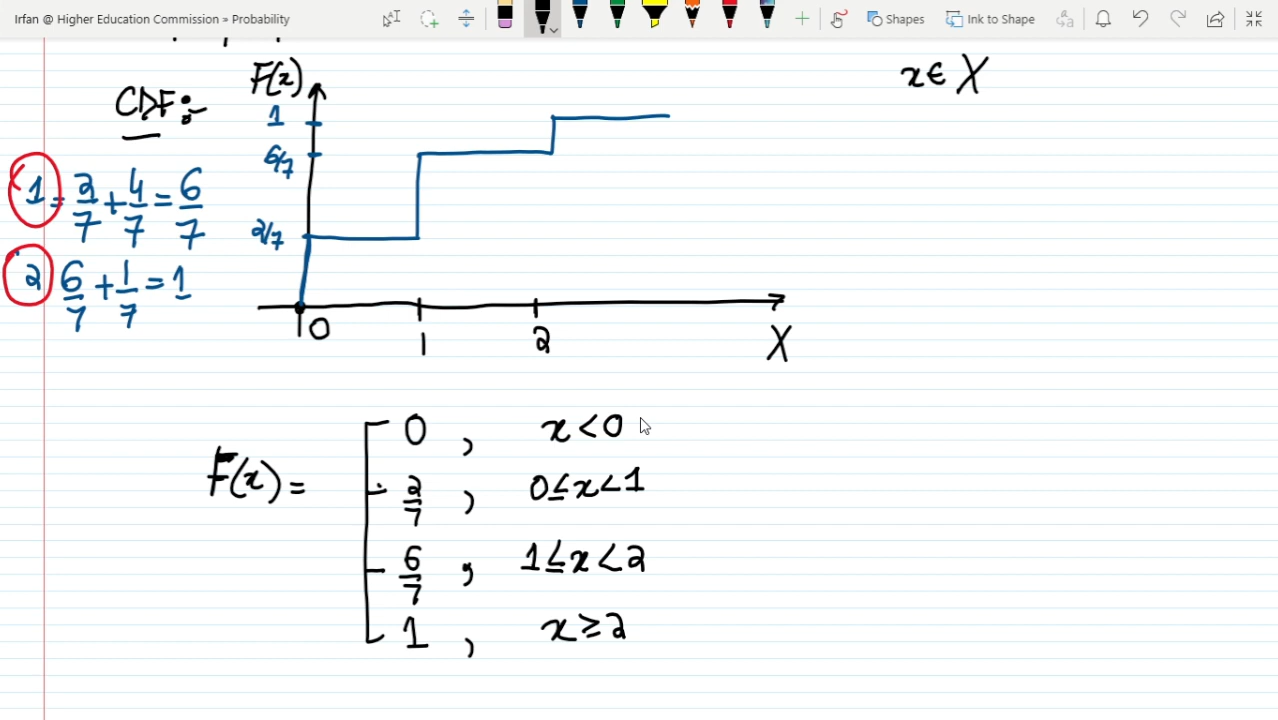 Irfan @ Higher Education Commission » Probability
Shapes
Ink to Shape
x ∈ X
F(x)
CDF:-
1
6/7
2/7
0
1
2
X
1 = 2/7 + 4/7 = 6/7
2 6/7 + 1/7 = 1
F(x) =
0 , x < 0
2/7 , 0 ≤ x < 1
6/7 , 1 ≤ x < 2
1 , x ≥ 2